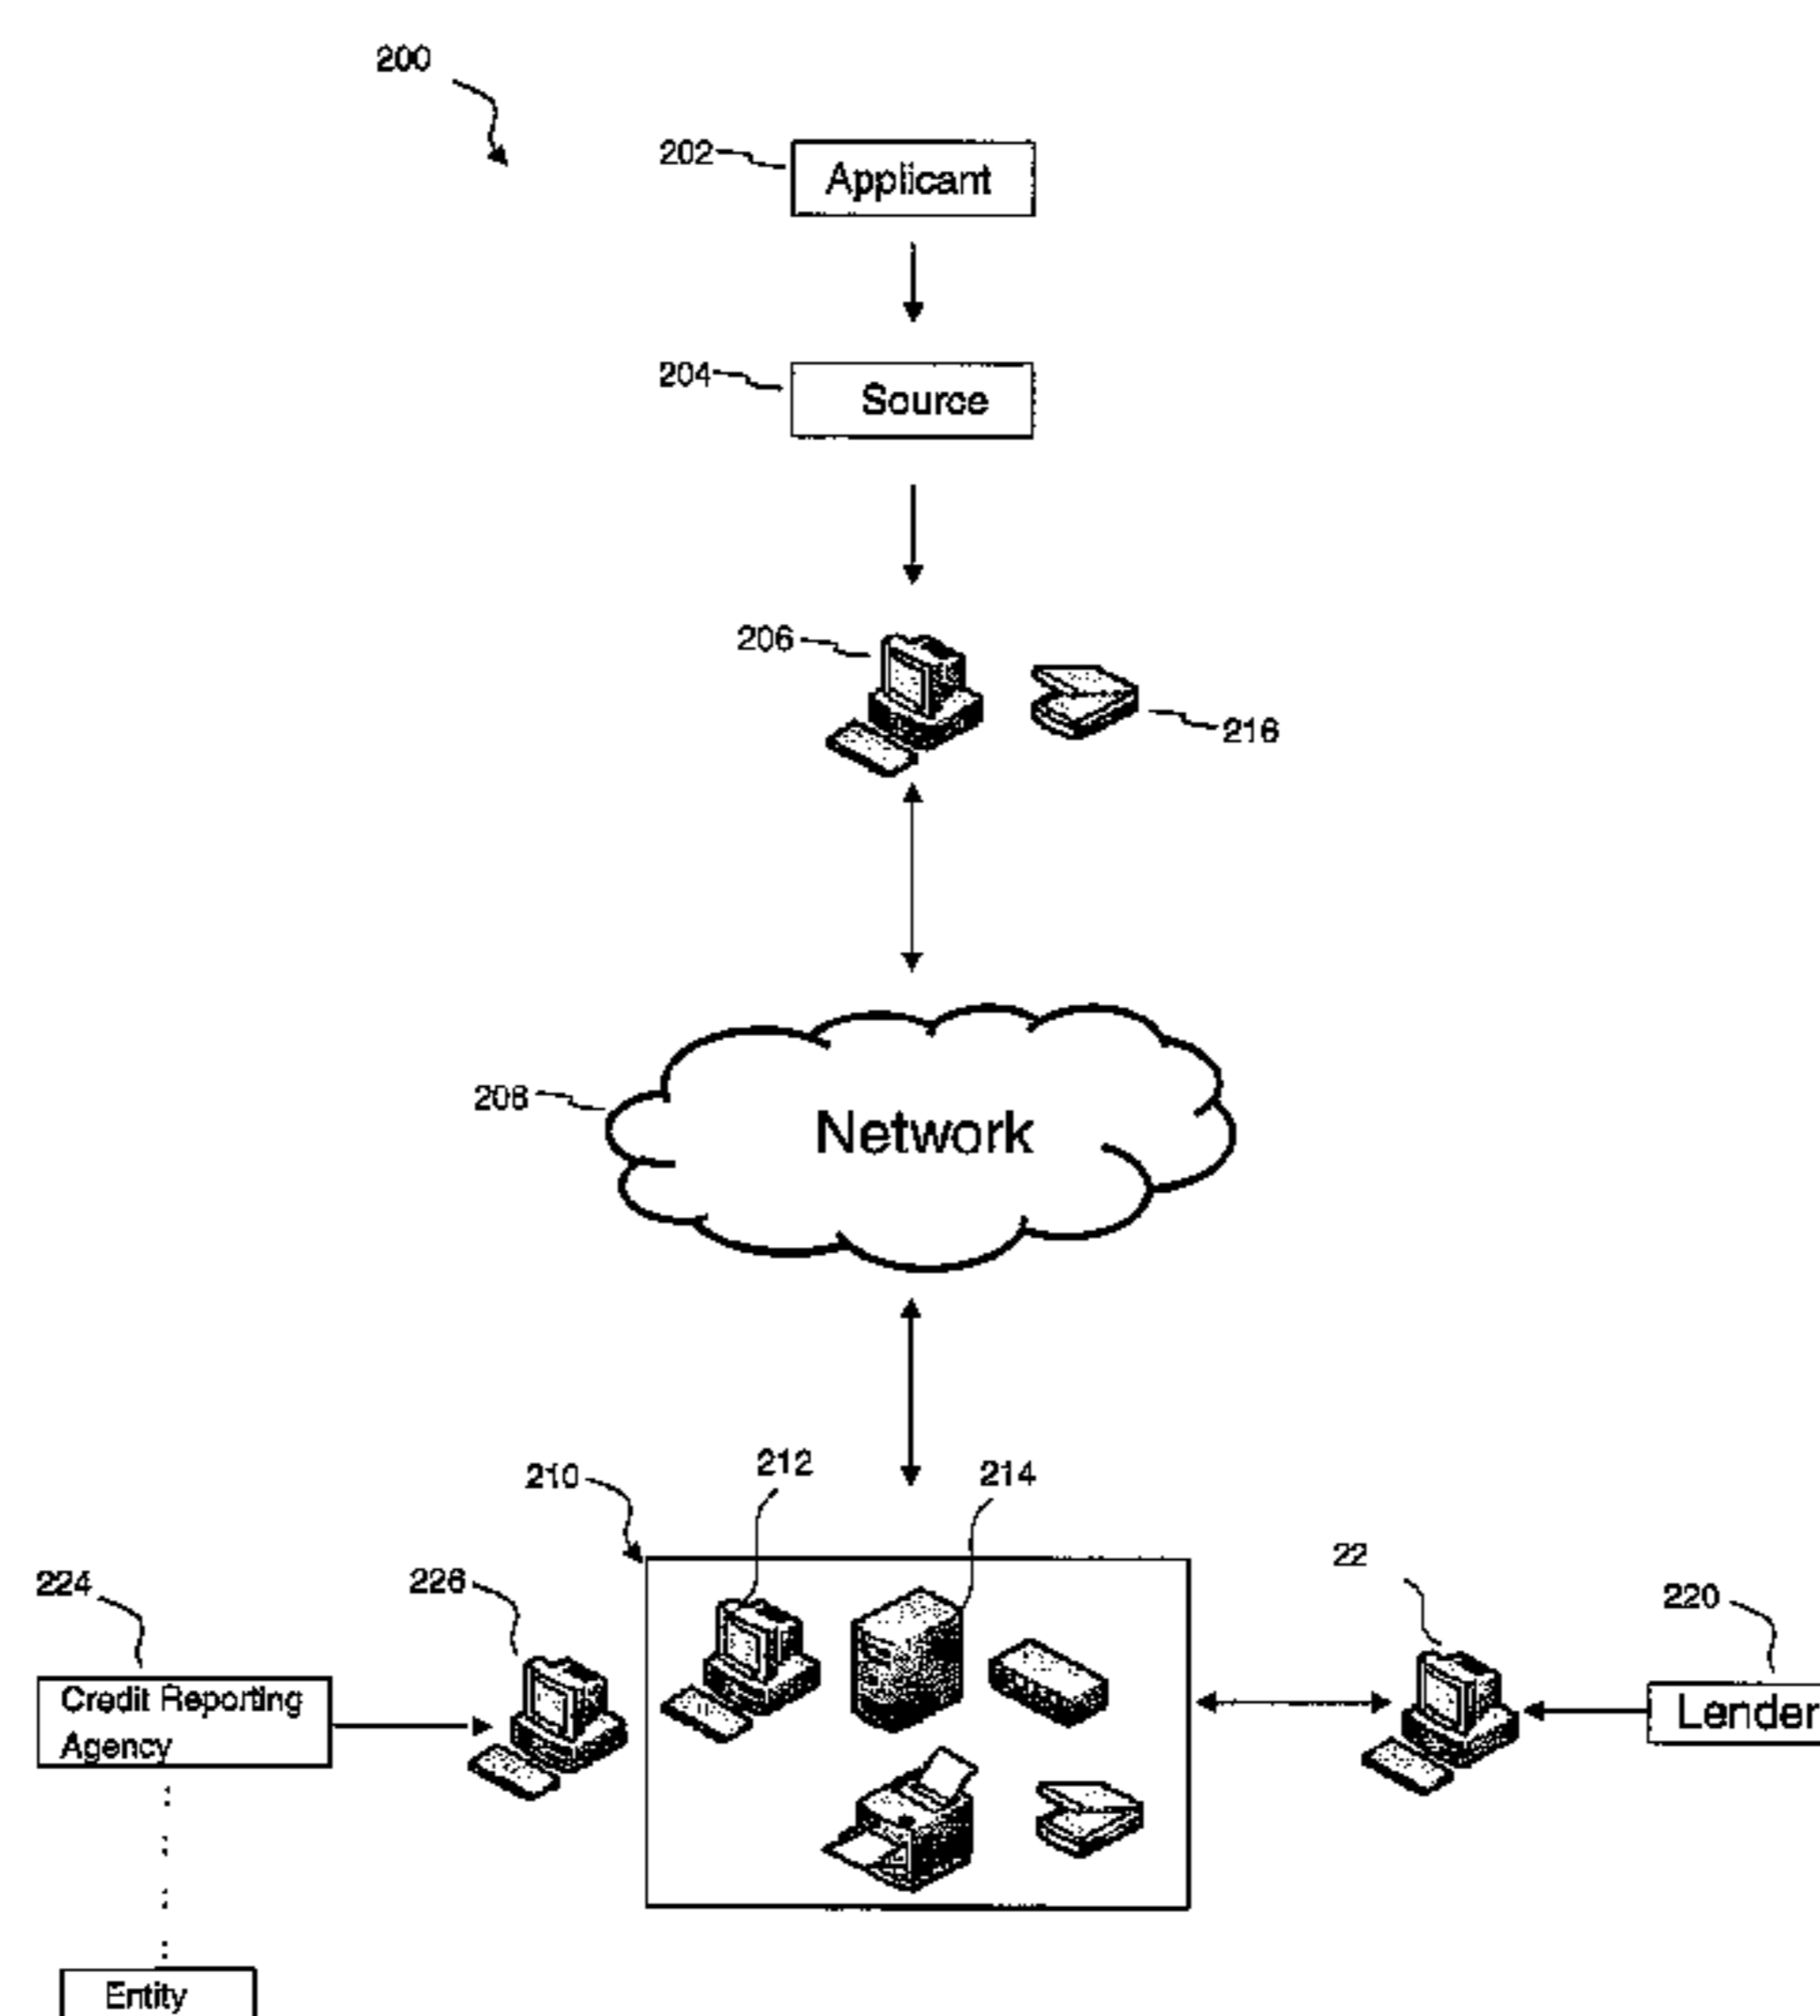 200
202
Applicant
204
Source
206
216
Network
208
210
212
214
224
226
22
220
Credit Reporting
Agency
Lender
Entity